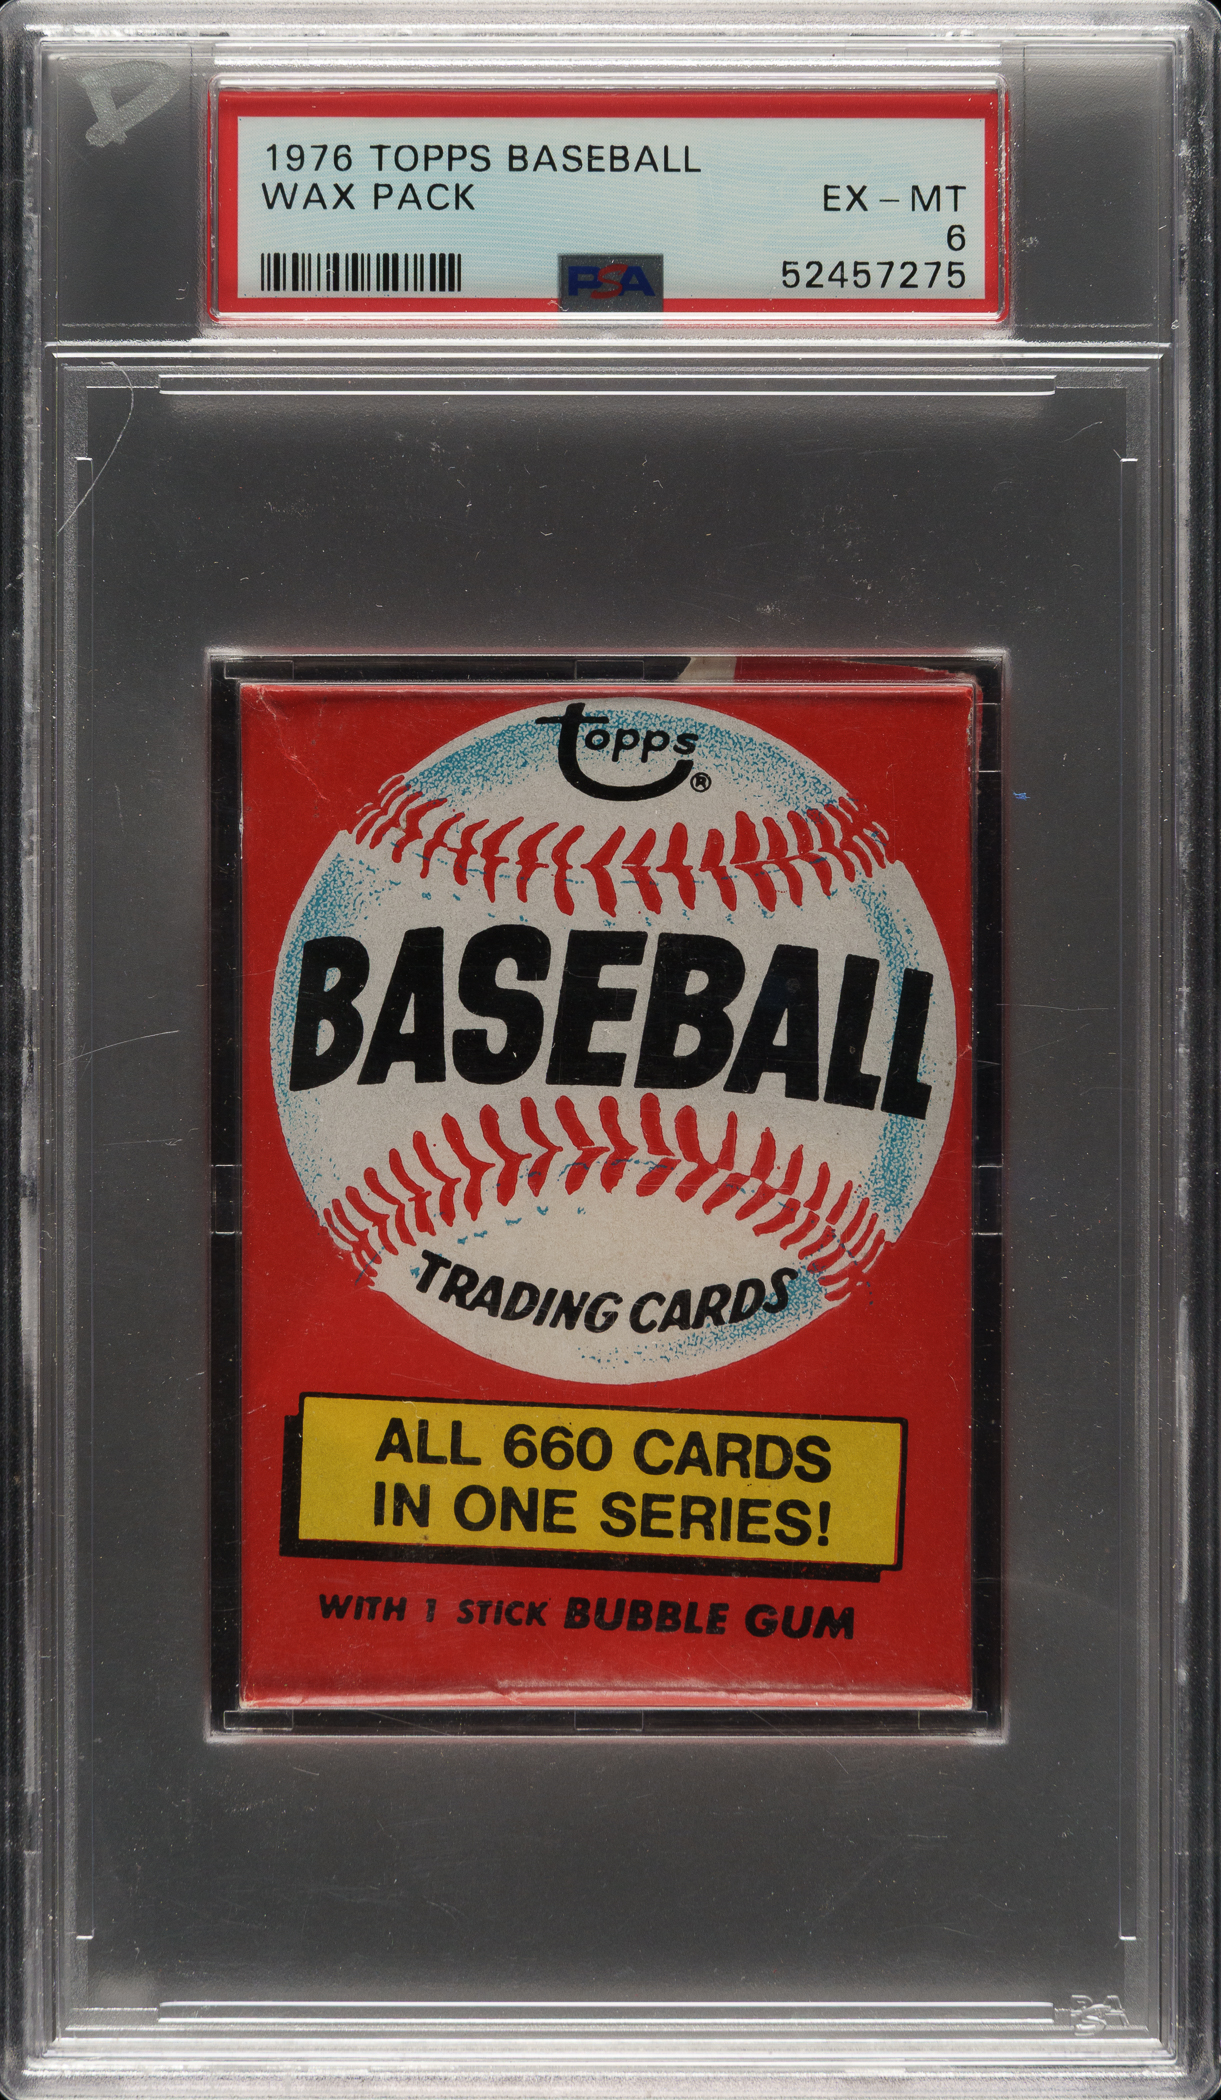 1976 TOPPS BASEBALL
WAX PACK
EX - MT
6
PSA
52457275
topps®
BASEBALL
TRADING CARDS
ALL 660 CARDS
IN ONE SERIES!
WITH 1 STICK BUBBLE GUM
PSA